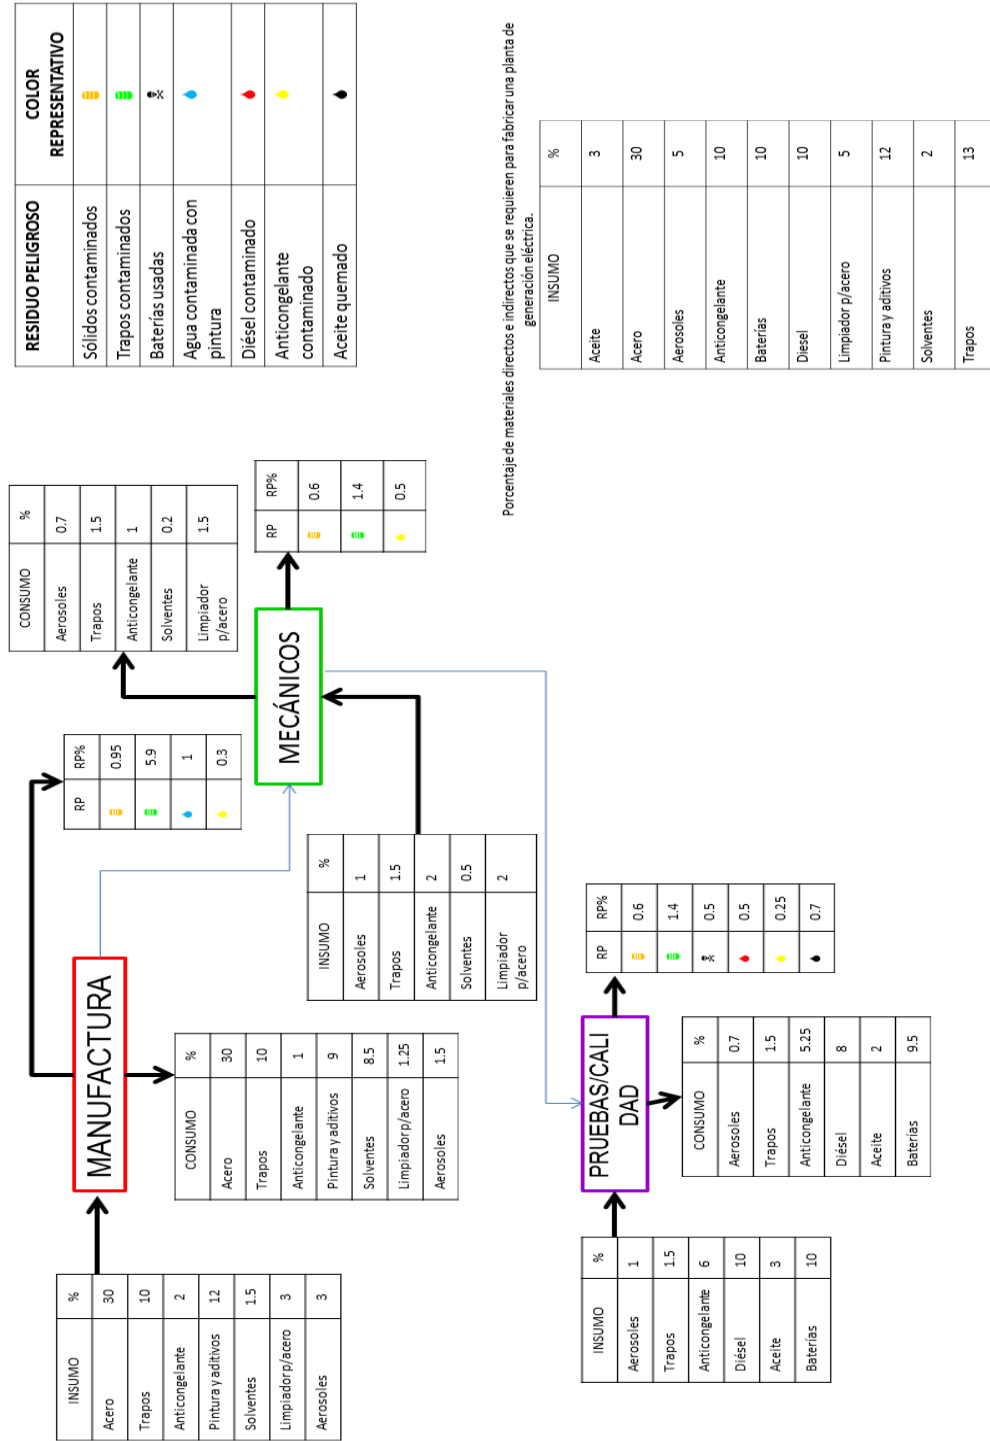 INSUMO %
Acero 30
Trapos 10
Anticongelante 2
Pintura y aditivos 12
Solventes 1.5
Limpiador p/acero 3
Aerosoles 3
MANUFACTURA
CONSUMO %
Acero 30
Trapos 10
Anticongelante 1
Pintura y aditivos 9
Solventes 8.5
Limpiador p/acero 1.25
Aerosoles 1.5
RP RP%
0.95
5.9
1
0.3
INSUMO %
Aerosoles 1
Trapos 1.5
Anticongelante 2
Solventes 0.5
Limpiador
p/acero 2
MECÁNICOS
CONSUMO %
Aerosoles 0.7
Trapos 1.5
Anticongelante 1
Solventes 0.2
Limpiador
p/acero 1.5
RP RP%
0.6
1.4
0.5
RESIDUO PELIGROSO COLOR
REPRESENTATIVO
Sólidos contaminados
Trapos contaminados
Baterías usadas
Agua contaminada con
pintura
Diésel contaminado
Anticongelante
contaminado
Aceite quemado
INSUMO %
Aerosoles 1
Trapos 1.5
Anticongelante 6
Diésel 10
Aceite 3
Baterías 10
PRUEBAS/CALI
DAD
CONSUMO %
Aerosoles 0.7
Trapos 1.5
Anticongelante 5.25
Diésel 8
Aceite 2
Baterías 9.5
RP RP%
0.6
1.4
0.5
0.5
0.25
0.7
Porcentaje de materiales directos e indirectos que se requieren para fabricar una planta de
generación eléctrica.
INSUMO %
Aceite 3
Acero 30
Aerosoles 5
Anticongelante 10
Baterías 10
Diesel 10
Limpiador p/acero 5
Pintura y aditivos 12
Solventes 2
Trapos 13